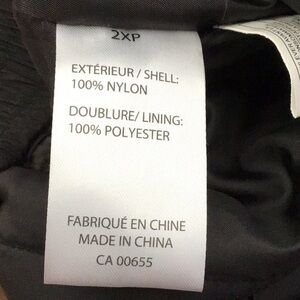 2XP
EXTÉRIEUR / SHELL:
100% NYLON
DOUBLURE/ LINING:
100% POLYESTER
FABRIQUÉ EN CHINE
MADE IN CHINA
CA 00655